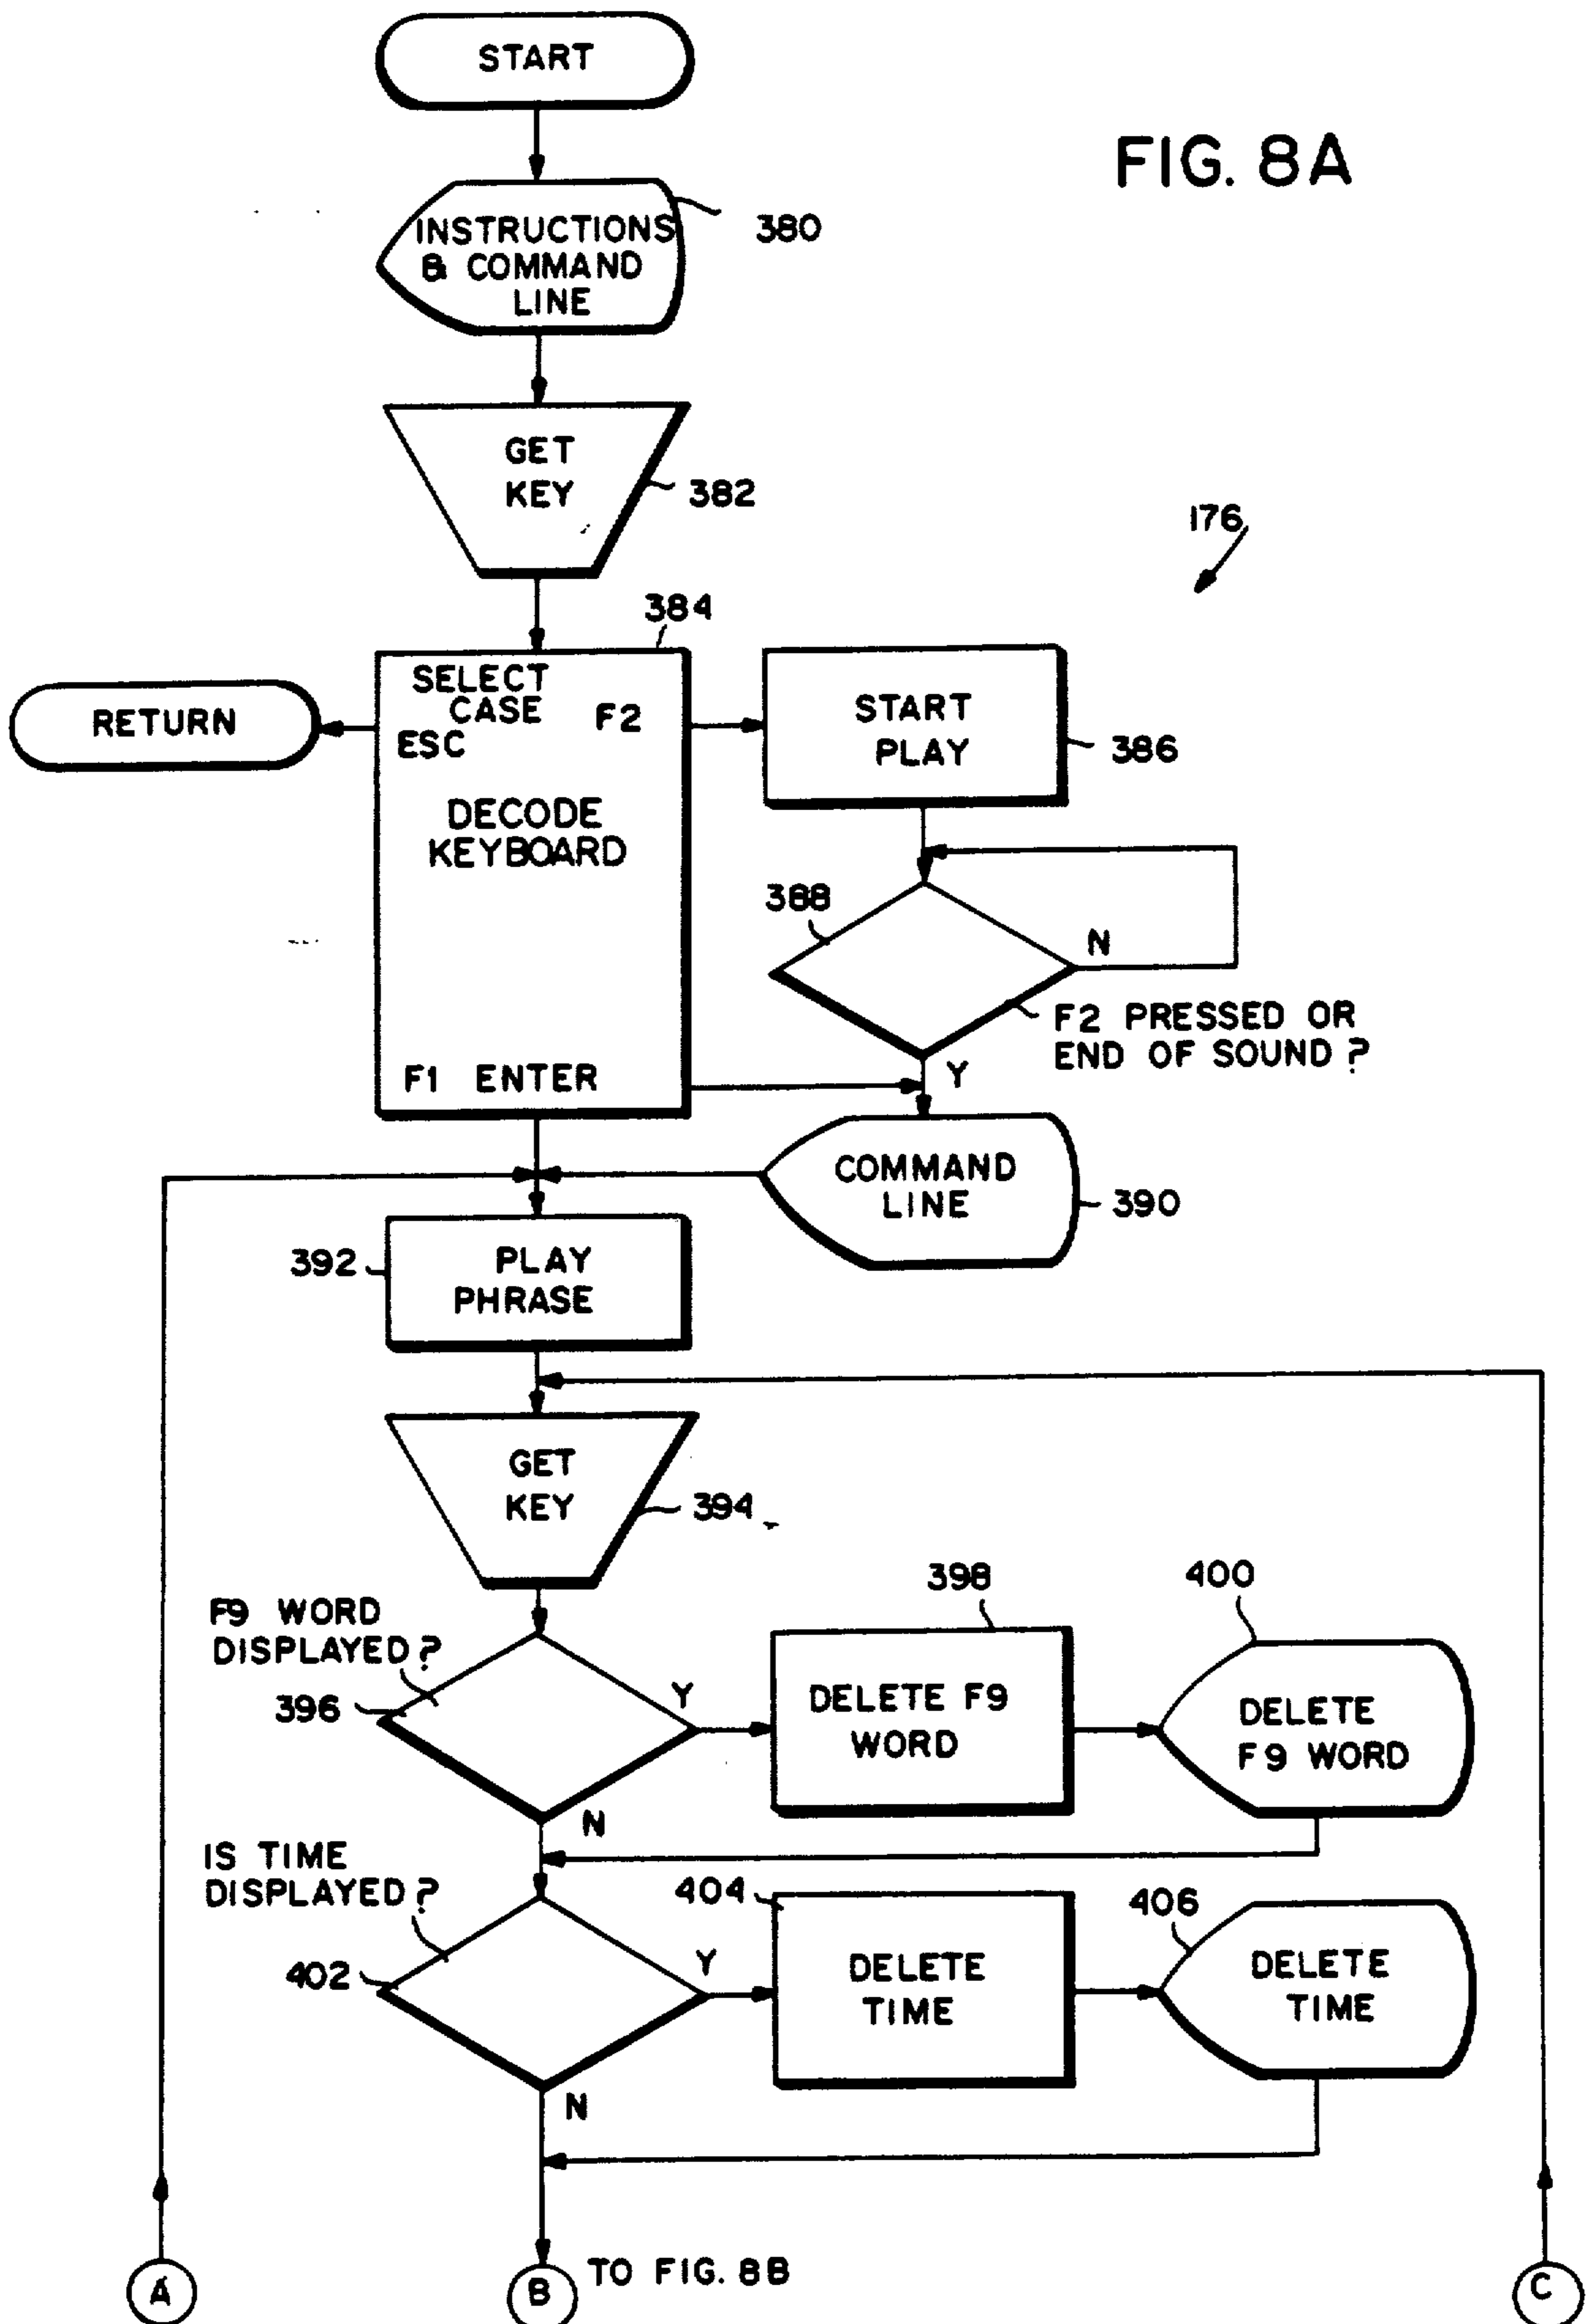 START
FIG. 8A
INSTRUCTIONS
& COMMAND
LINE
380
GET
KEY
382
176
384
SELECT
CASE
F2
ESC
DECODE
KEYBOARD
F1 ENTER
RETURN
START
PLAY
386
388
N
F2 PRESSED OR
END OF SOUND?
Y
COMMAND
LINE
390
392
PLAY
PHRASE
GET
KEY
394
F9 WORD
DISPLAYED?
396
Y
N
398
DELETE F9
WORD
400
DELETE
F9 WORD
IS TIME
DISPLAYED?
402
Y
N
404
DELETE
TIME
406
DELETE
TIME
A
B
TO FIG. 8B
C